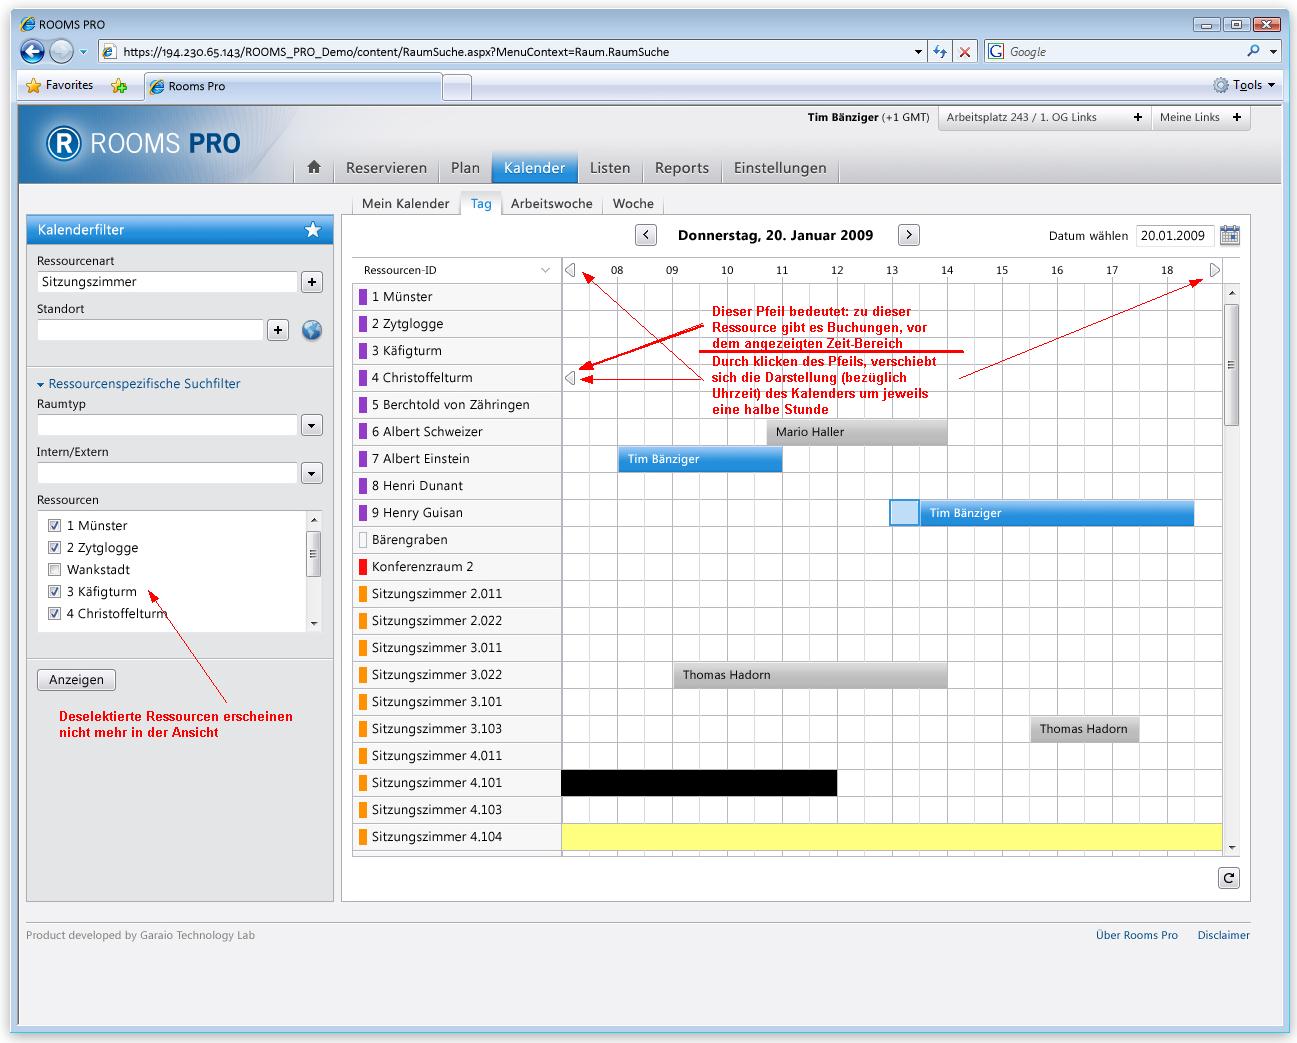 ROOMS PRO
https://194.230.65.143/ROOMS_PRO_Demo/content/RaumSuche.aspx?MenuContext=Raum.RaumSuche
Google
Favorites
Rooms Pro
Tools
Tim Bänziger (+1 GMT)
Arbeitsplatz 243 / 1. OG Links +
Meine Links +
R ROOMS PRO
Reservieren
Plan
Kalender
Listen
Reports
Einstellungen
Mein Kalender
Tag
Arbeitswoche
Woche
Kalenderfilter
Ressourcenart
Sitzungszimmer
+
Standort
+
Ressourcenspezifische Suchfilter
Raumtyp
Intern/Extern
Ressourcen
1 Münster
2 Zytglogge
Wankstadt
3 Käfigturm
4 Christoffelturm
Anzeigen
Deselektierte Ressourcen erscheinen
nicht mehr in der Ansicht
< Donnerstag, 20. Januar 2009 >
Datum wählen 20.01.2009
Ressourcen-ID
08 09 10 11 12 13 14 15 16 17 18
1 Münster
2 Zytglogge
3 Käfigturm
4 Christoffelturm
5 Berchtold von Zähringen
6 Albert Schweizer
7 Albert Einstein
8 Henri Dunant
9 Henry Guisan
Bärengraben
Konferenzraum 2
Sitzungszimmer 2.011
Sitzungszimmer 2.022
Sitzungszimmer 3.011
Sitzungszimmer 3.022
Sitzungszimmer 3.101
Sitzungszimmer 3.103
Sitzungszimmer 4.011
Sitzungszimmer 4.101
Sitzungszimmer 4.103
Sitzungszimmer 4.104
Dieser Pfeil bedeutet: zu dieser
Ressource gibt es Buchungen, vor
dem angezeigten Zeit-Bereich
Durch klicken des Pfeils, verschiebt
sich die Darstellung (bezüglich
Uhrzeit) des Kalenders um jeweils
eine halbe Stunde
Mario Haller
Tim Bänziger
Tim Bänziger
Thomas Hadorn
Thomas Hadorn
Product developed by Garaio Technology Lab
Über Rooms Pro
Disclaimer